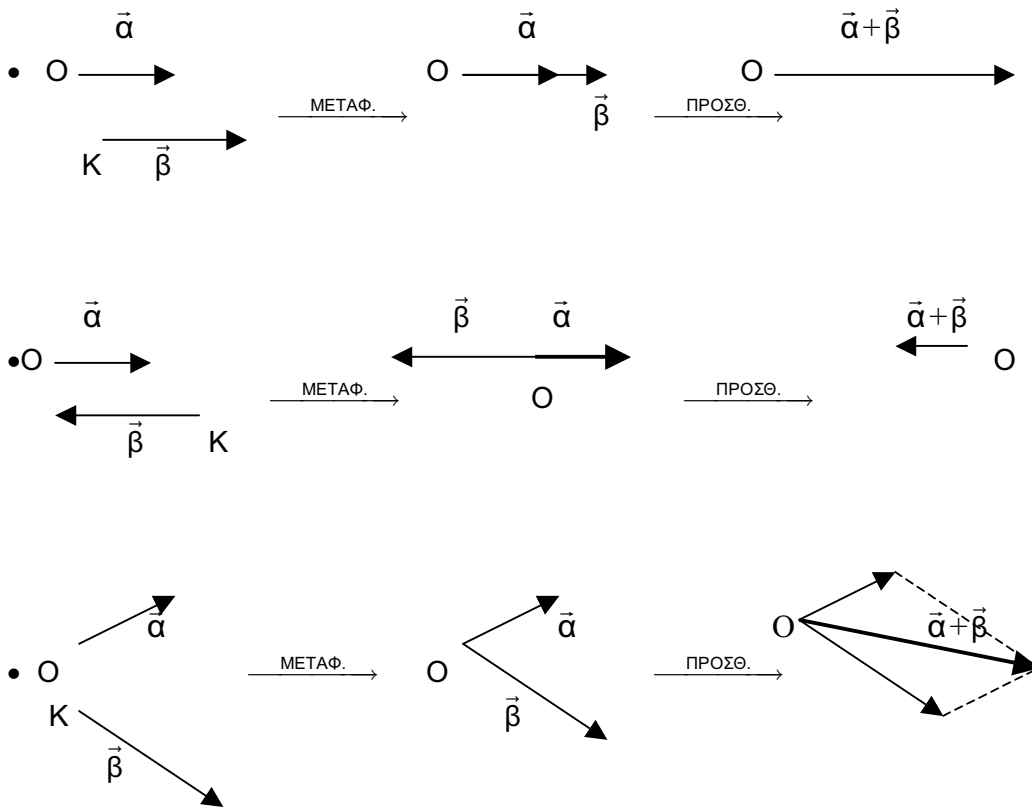 α⃗ α⃗ α⃗+β⃗
• Ο Ο Ο
ΜΕΤΑΦ. ΠΡΟΣΘ.
β⃗
Κ β⃗
α⃗ β⃗ α⃗ α⃗+β⃗
•Ο Ο
ΜΕΤΑΦ. Ο ΠΡΟΣΘ.
β⃗ Κ
α⃗ α⃗ Ο α⃗+β⃗
• Ο ΜΕΤΑΦ. Ο ΠΡΟΣΘ.
Κ β⃗
β⃗